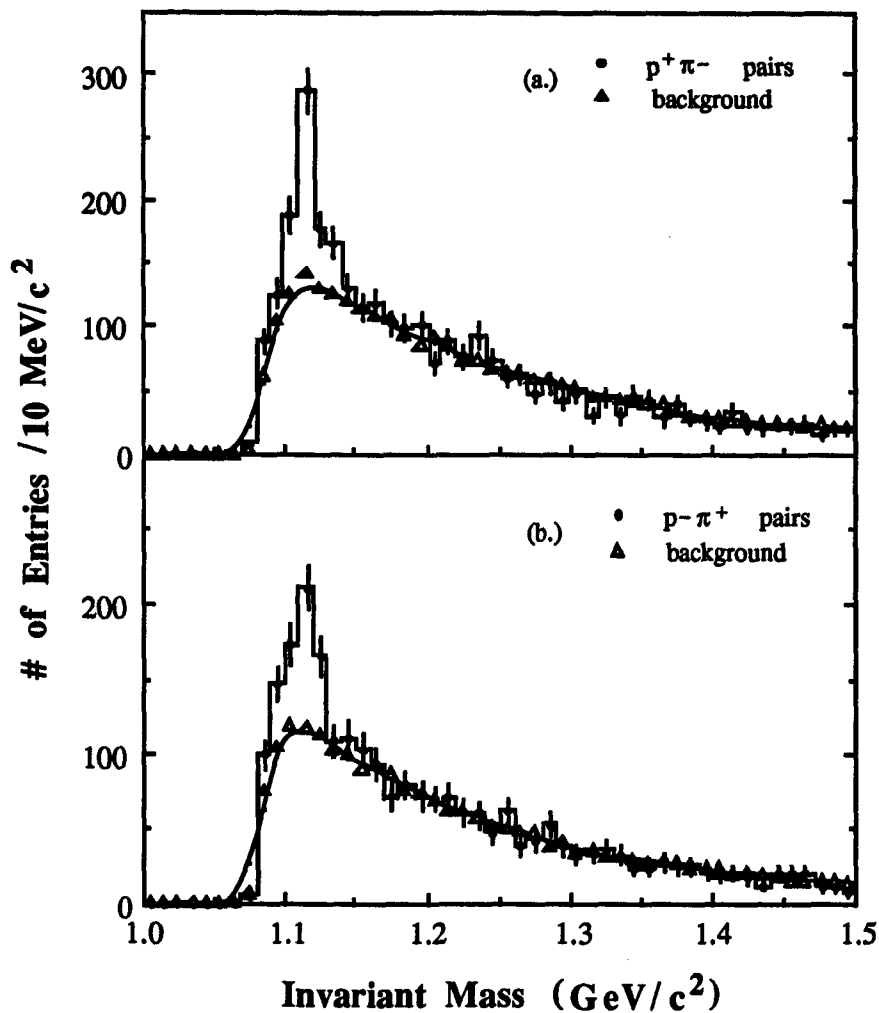 # of Entries /10 MeV/c²
300
200
100
0
(a.)
p⁺π- pairs
background
200
100
0
(b.)
p-π⁺ pairs
background
1.0 1.1 1.2 1.3 1.4 1.5
Invariant Mass (GeV/c²)